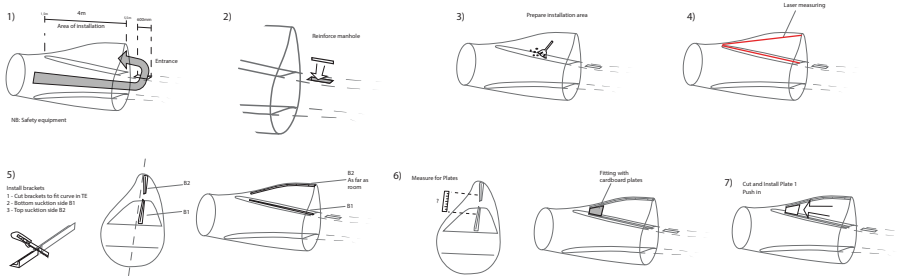 1)
4m
600mm
Area of installation
Entrance
NB: Safety equipment
2)
Reinforce manhole
3)
Prepare installation area
4)
Laser measuring
5)
Install brackets
1 - Cut brackets to fit curve in TE
2 - Bottom sucktion side B1
3 - Top sucktion side B2
B2
B1
B2
As far as
room
B1
6)
Measure for Plates
?
Fitting with
cardboard plates
7)
Cut and Install Plate 1
Push in